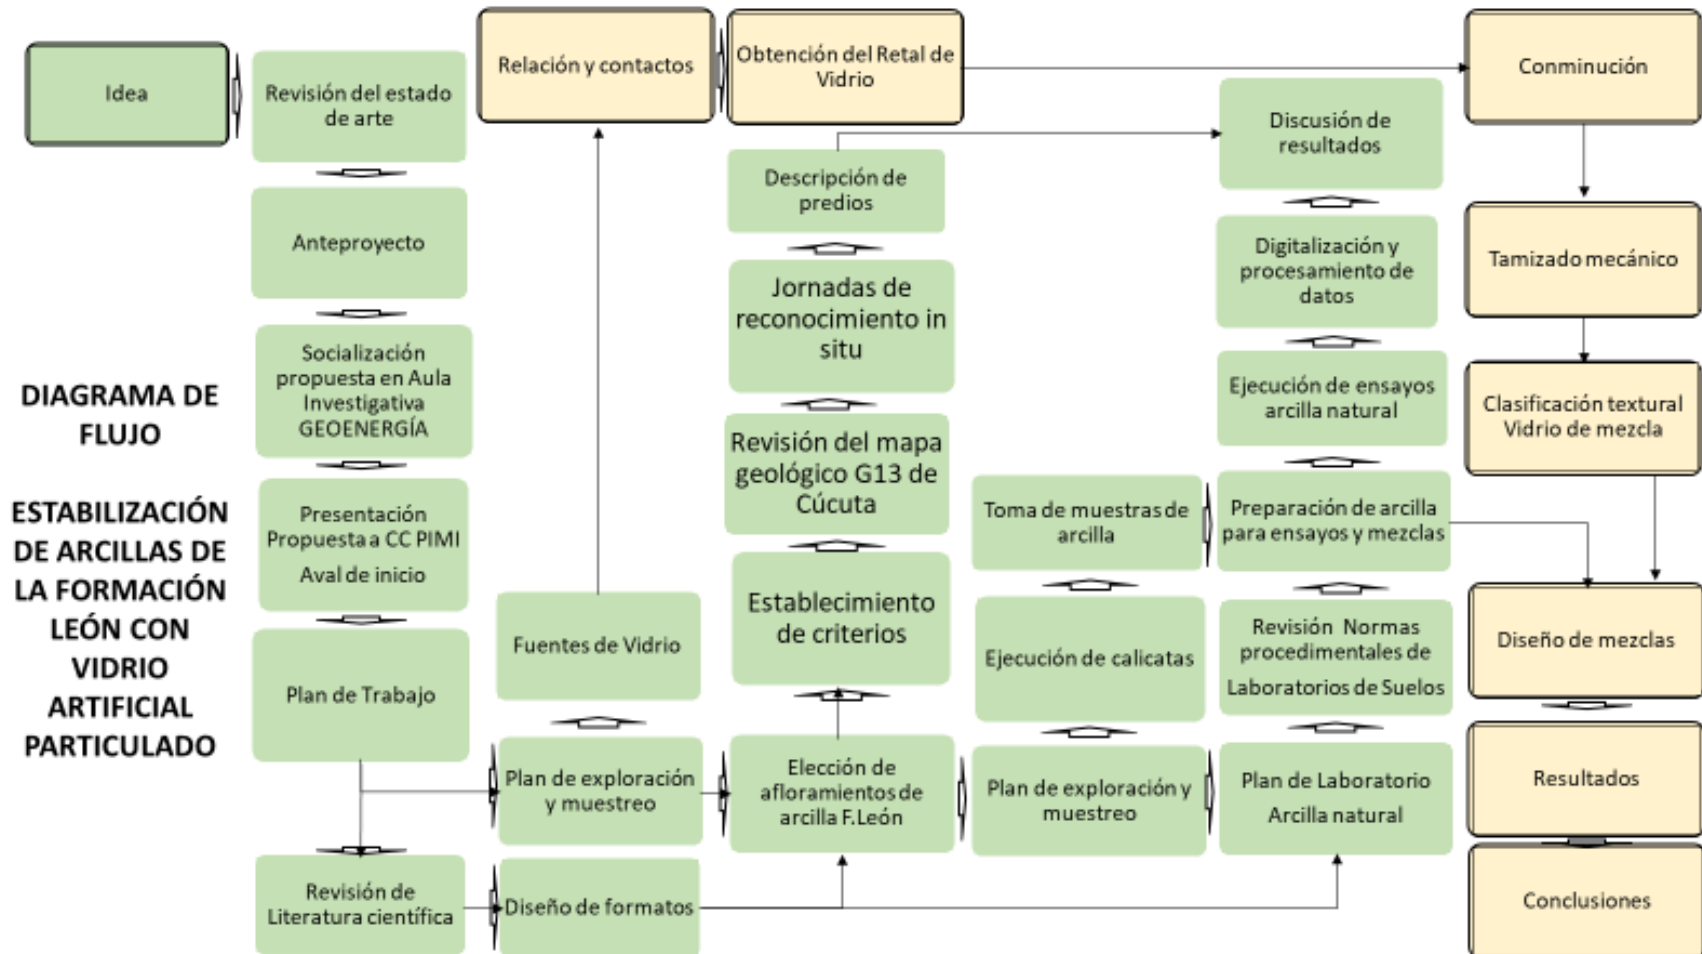 Idea
Revisión del estado
de arte
Anteproyecto
Socialización
propuesta en Aula
Investigativa
GEOENERGÍA
Presentación
Propuesta a CC PIMI
Aval de inicio
Plan de Trabajo
Revisión de
Literatura científica
DIAGRAMA DE
FLUJO
ESTABILIZACIÓN
DE ARCILLAS DE
LA FORMACIÓN
LEÓN CON
VIDRIO
ARTIFICIAL
PARTICULADO
Relación y contactos
Fuentes de Vidrio
Plan de exploración
y muestreo
Diseño de formatos
Obtención del Retal de
Vidrio
Descripción de
predios
Jornadas de
reconocimiento in
situ
Revisión del mapa
geológico G13 de
Cúcuta
Establecimiento
de criterios
Elección de
afloramientos de
arcilla F.León
Toma de muestras de
arcilla
Ejecución de calicatas
Plan de exploración y
muestreo
Discusión de
resultados
Digitalización y
procesamiento de
datos
Ejecución de ensayos
arcilla natural
Preparación de arcilla
para ensayos y mezclas
Revisión Normas
procedimentales de
Laboratorios de Suelos
Plan de Laboratorio
Arcilla natural
Conminución
Tamizado mecánico
Clasificación textural
Vidrio de mezcla
Diseño de mezclas
Resultados
Conclusiones